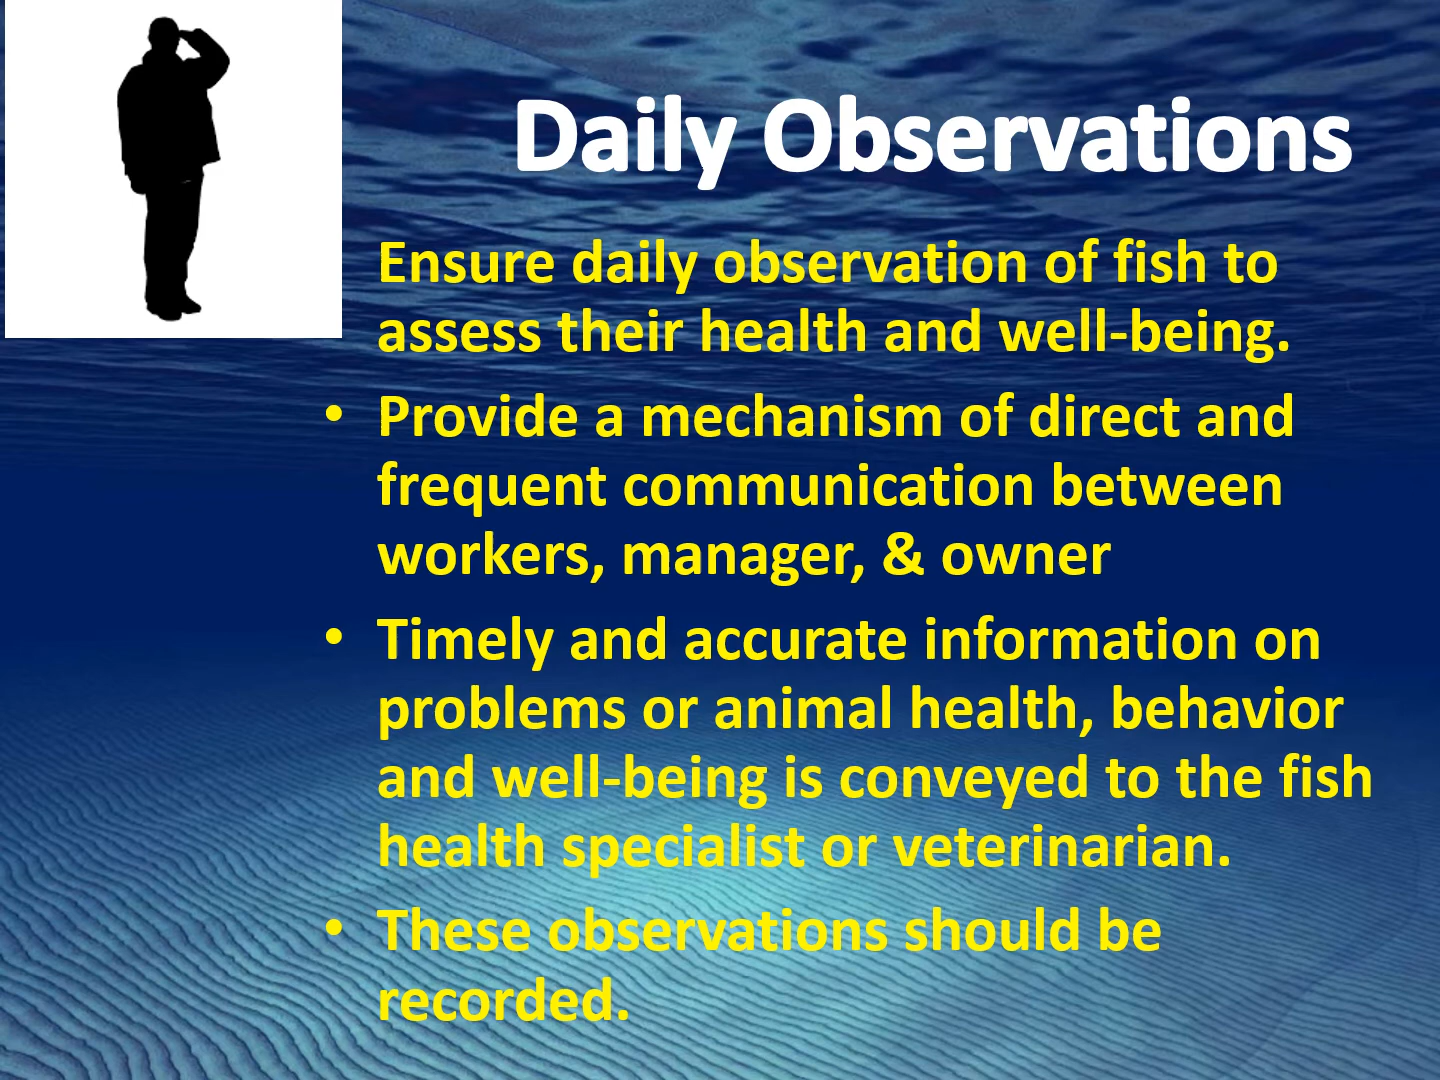 Daily Observations
Ensure daily observation of fish to
assess their health and well-being.
• Provide a mechanism of direct and
frequent communication between
workers, manager, & owner
• Timely and accurate information on
problems or animal health, behavior
and well-being is conveyed to the fish
health specialist or veterinarian.
• These observations should be
recorded.